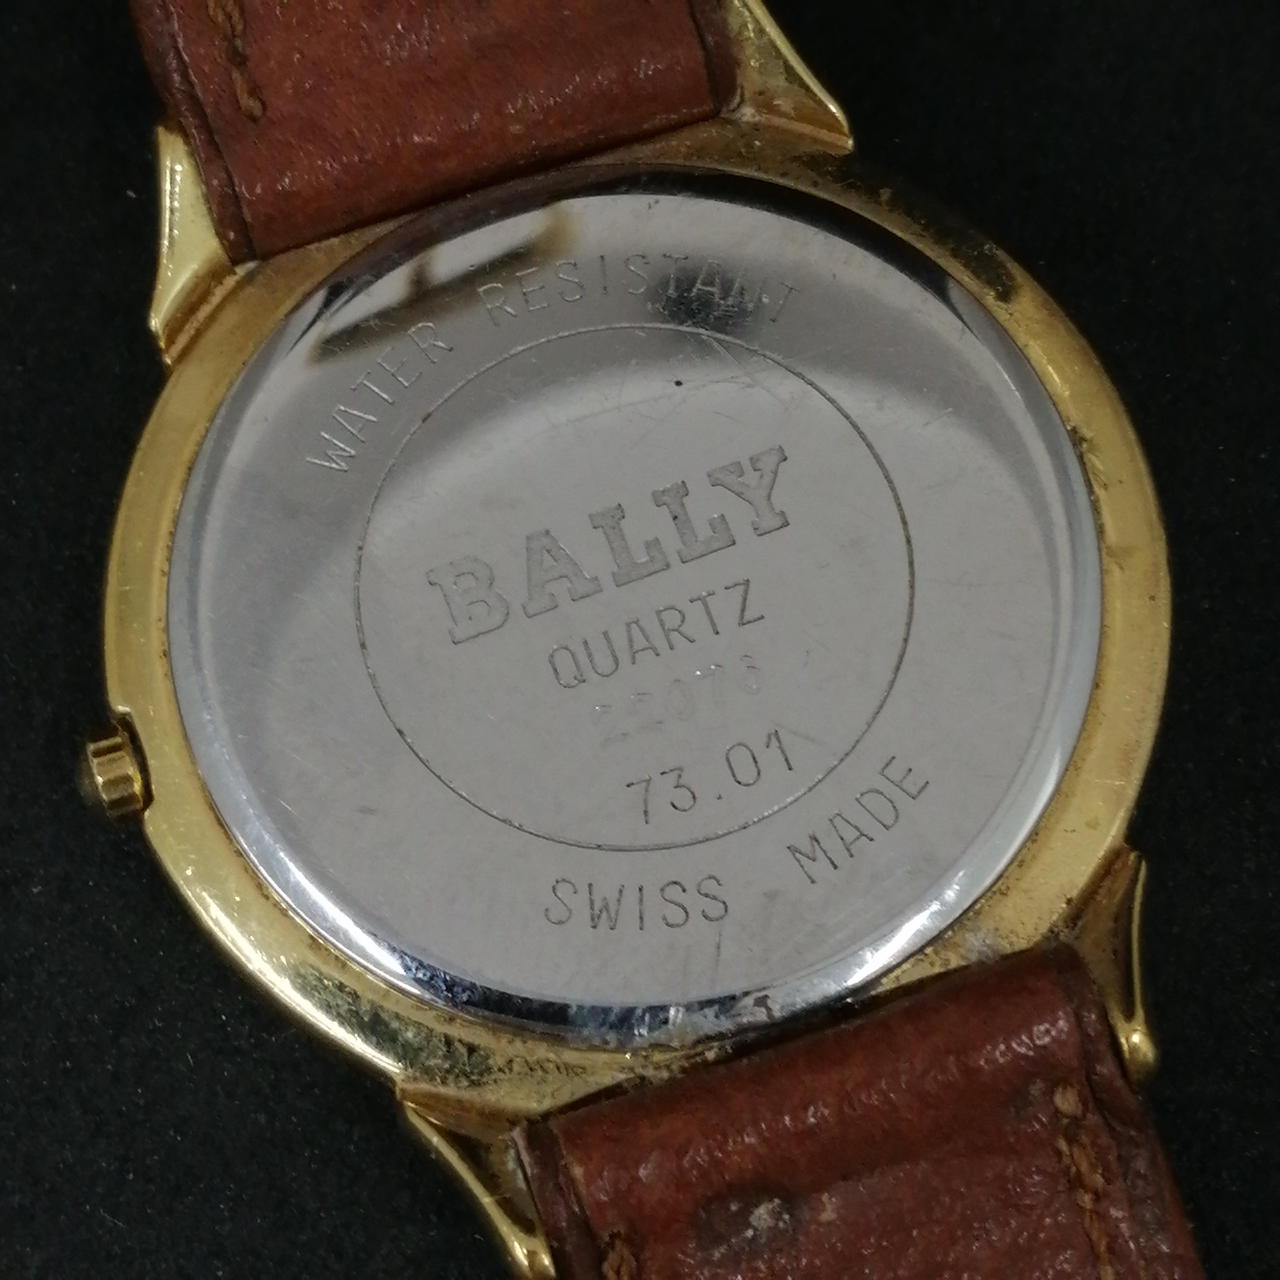 WATER RESISTANT
BALLY
QUARTZ
73.01
SWISS MADE